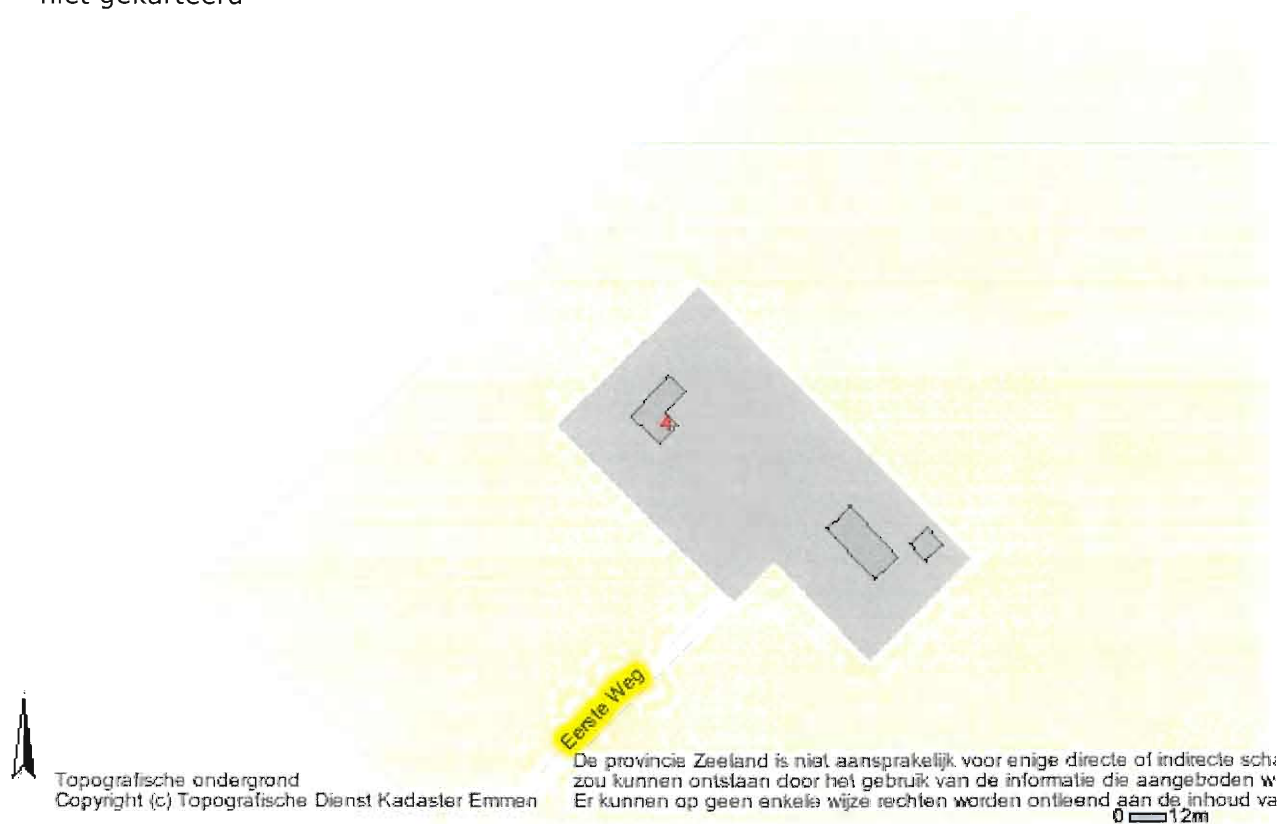 niet gekarteerd
Eerste Weg
Topografische ondergrond
Copyright (c) Topografische Dienst Kadaster Emmen
De provincie Zeeland is niet aansprakelijk voor enige directe of indirecte scha
zou kunnen ontstaan door het gebruik van de informatie die aangeboden w
Er kunnen op geen enkele wijze rechten worden ontleend aan de inhoud va
0 12m